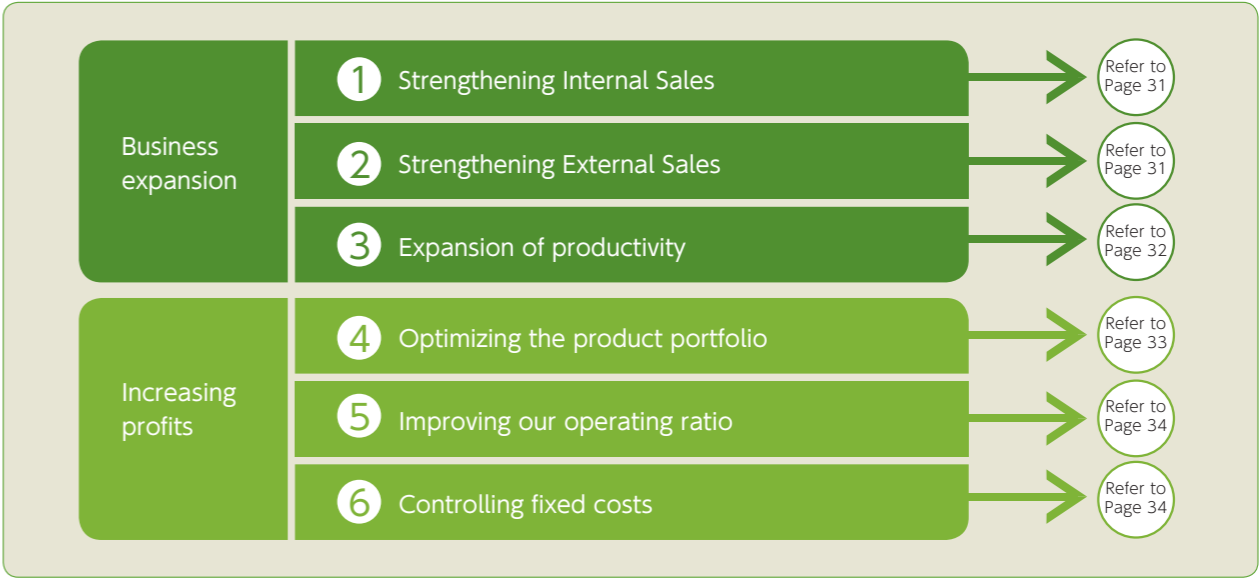 Business
expansion
1 Strengthening Internal Sales
Refer to
Page 31
2 Strengthening External Sales
Refer to
Page 31
3 Expansion of productivity
Refer to
Page 32
Increasing
profits
4 Optimizing the product portfolio
Refer to
Page 33
5 Improving our operating ratio
Refer to
Page 34
6 Controlling fixed costs
Refer to
Page 34